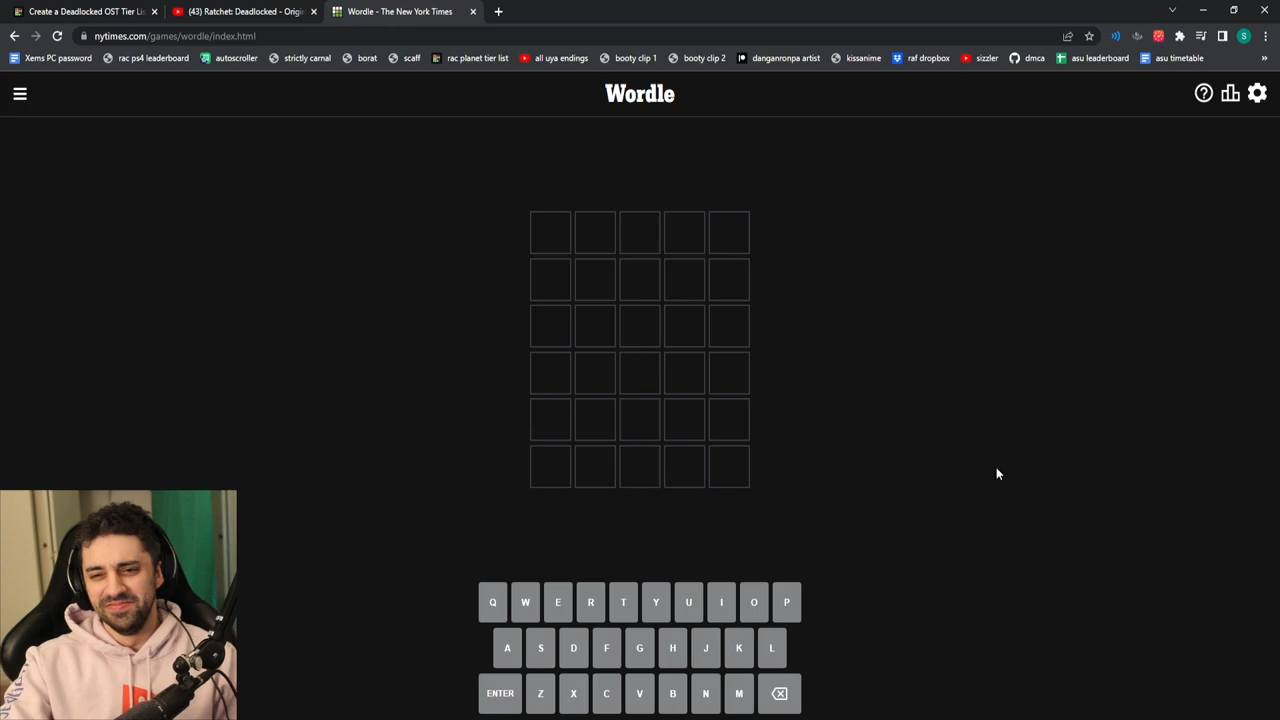 Create a Deadlocked OST Tier Lis
(43) Ratchet: Deadlocked - Origin
Wordle - The New York Times
nytimes.com/games/wordle/index.html
S
Xems PC password
rac ps4 leaderboard
autoscroller
strictly carnal
borat
scaff
rac planet tier list
all uya endings
booty clip 1
booty clip 2
danganronpa artist
kissanime
raf dropbox
sizzler
dmca
asu leaderboard
asu timetable
»
Wordle
Q W E R T Y U I O P
A S D F G H J K L
ENTER Z X C V B N M